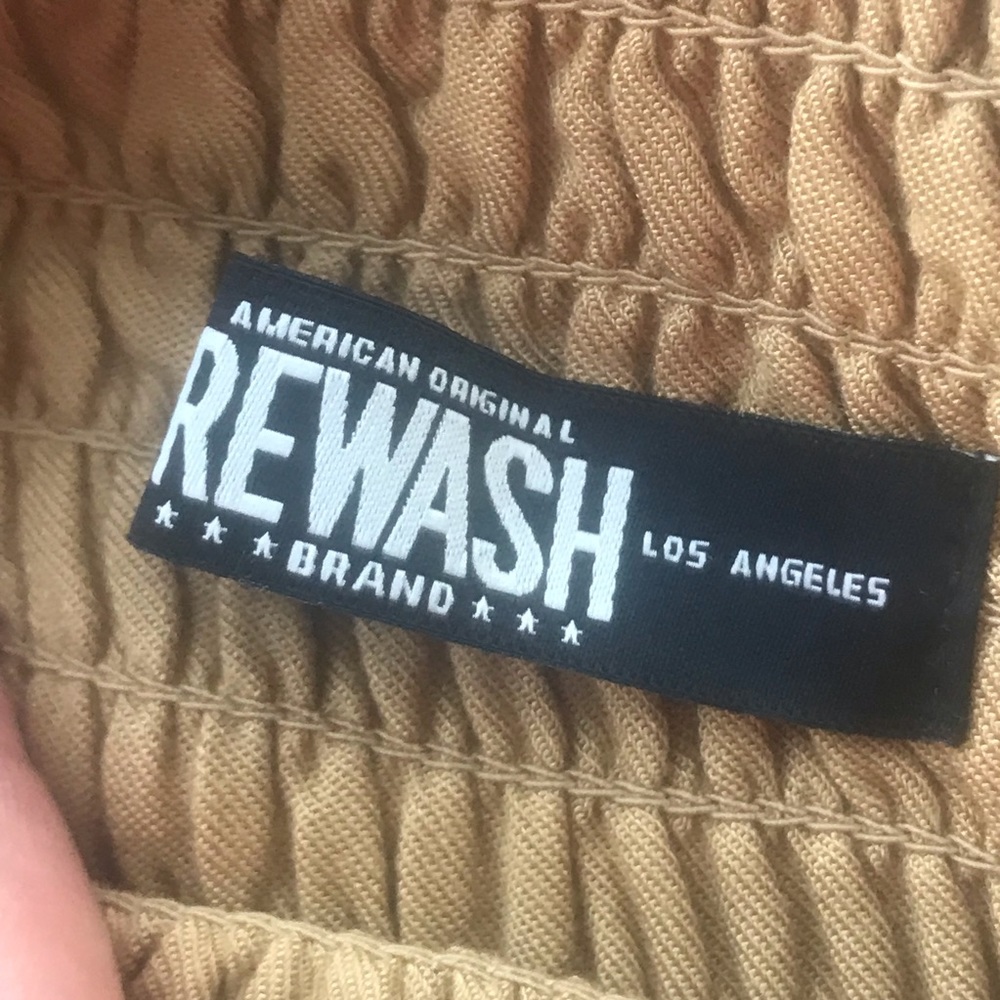 AMERICAN ORIGINAL
REWASH
★ ★ ★ BRAND ★ ★ ★
LOS ANGELES